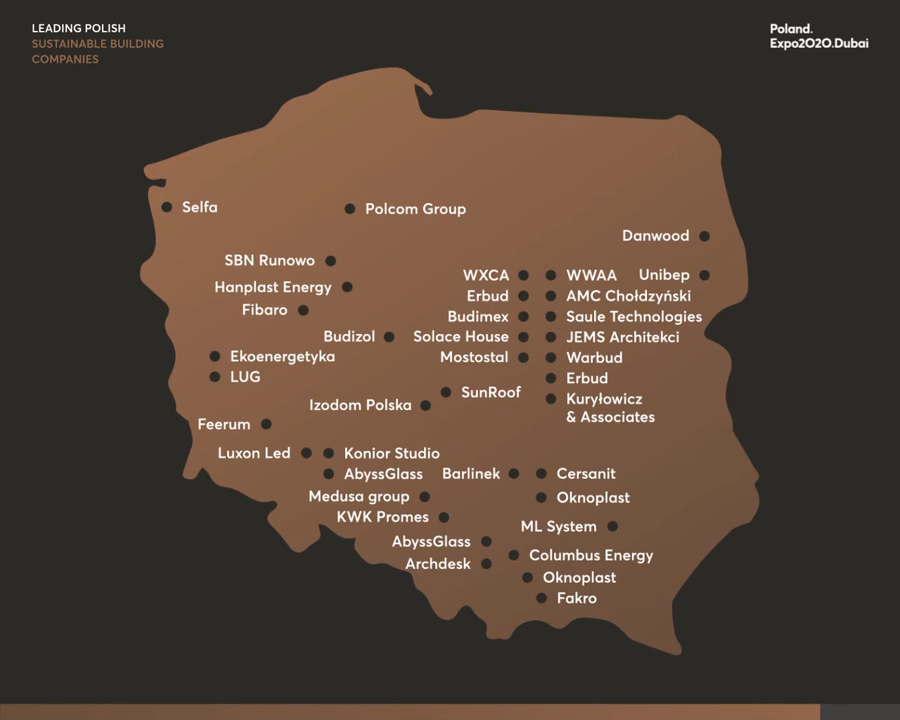 LEADING POLISH
SUSTAINABLE BUILDING
COMPANIES
Poland.
Expo2020.Dubai
Selfa
Polcom Group
Danwood
SBN Runowo
WXCA
WWAA
Unibep
Hanplast Energy
Erbud
AMC Chołdzyński
Fibaro
Budimex
Saule Technologies
Budizol
Solace House
JEMS Architekci
Ekoenergetyka
Mostostal
Warbud
LUG
Erbud
SunRoof
Kuryłowicz
& Associates
Izodom Polska
Feerum
Luxon Led
Konior Studio
AbyssGlass
Barlinek
Cersanit
Medusa group
Oknoplast
KWK Promes
ML System
AbyssGlass
Columbus Energy
Archdesk
Oknoplast
Fakro